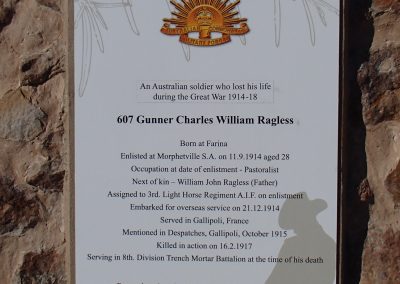 An Australian soldier who lost his life
during the Great War 1914-18
607 Gunner Charles William Ragless
Born at Farina
Enlisted at Morphetville S.A. on 11.9.1914 aged 28
Occupation at date of enlistment - Pastoralist
Next of kin – William John Ragless (Father)
Assigned to 3rd. Light Horse Regiment A.I.F. on enlistment
Embarked for overseas service on 21.12.1914
Served in Gallipoli, France
Mentioned in Despatches, Gallipoli, October 1915
Killed in action on 16.2.1917
Serving in 8th. Division Trench Mortar Battalion at the time of his death